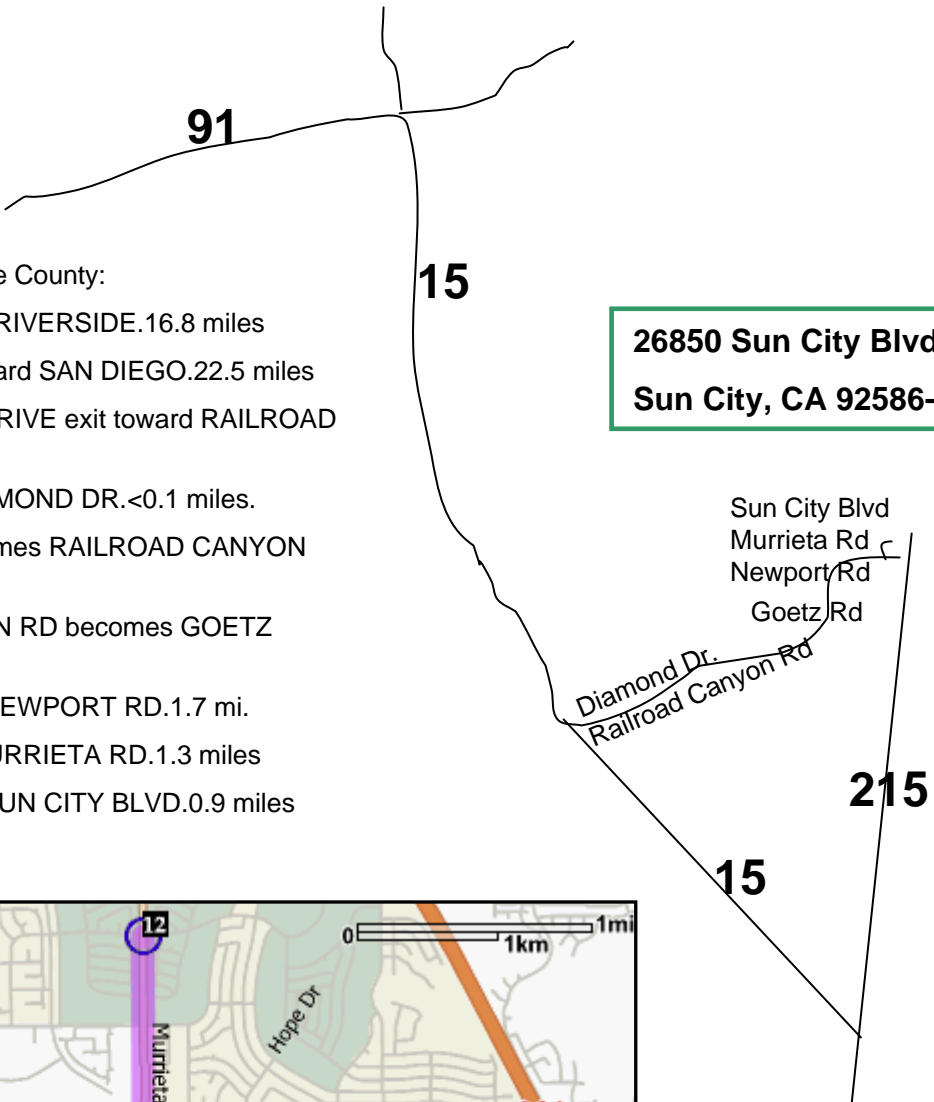 91
15
e County:
RIVERSIDE.16.8 miles
ard SAN DIEGO.22.5 miles
RIVE exit toward RAILROAD
MOND DR.<0.1 miles.
mes RAILROAD CANYON
N RD becomes GOETZ
EWPORT RD.1.7 mi.
URRIETA RD.1.3 miles
UN CITY BLVD.0.9 miles
26850 Sun City Blvd
Sun City, CA 92586-
Sun City Blvd
Murrieta Rd
Newport Rd
Goetz Rd
Diamond Dr.
Railroad Canyon Rd
215
15
12
0
1mi
1km
Hope Dr
Murrieta